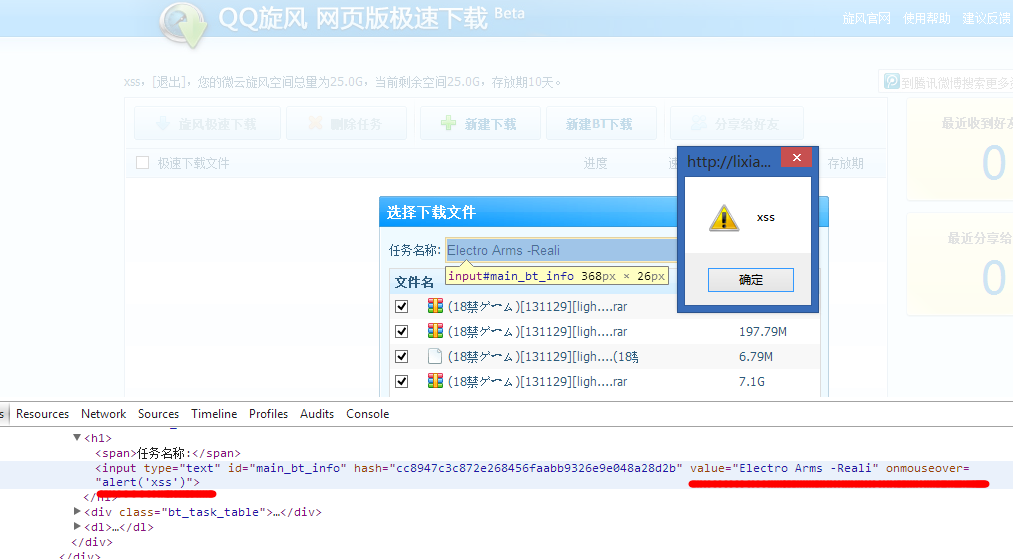 QQ旋风 网页版极速下载 Beta
旋风官网 使用帮助 建议反馈
xss，[退出]，您的微云旋风空间总量为25.0G，当前剩余空间25.0G，存放期10天。
到腾讯微博搜索更多
旋风极速下载 删除任务 新建下载 新建BT下载 分享给好友
最近收到好友
0
极速下载文件 进度 速 存放期
http://lixia...
xss
确定
选择下载文件
任务名称: Electro Arms -Reali
input#main_bt_info 368px × 26px
文件名
最近分享给
0
(18禁ゲーム)[131129][ligh....rar
(18禁ゲーム)[131129][ligh....rar 197.79M
(18禁ゲーム)[131129][ligh....(18禁 6.79M
(18禁ゲーム)[131129][ligh....rar 7.1G
s Resources Network Sources Timeline Profiles Audits Console
<h1>
<span>任务名称:</span>
<input type="text" id="main_bt_info" hash="cc8947c3c872e268456faabb9326e9e048a28d2b" value="Electro Arms -Reali" onmouseover=
"alert('xss')">
</h1>
<div class="bt_task_table">…</div>
<dl>…</dl>
</div>
</div>